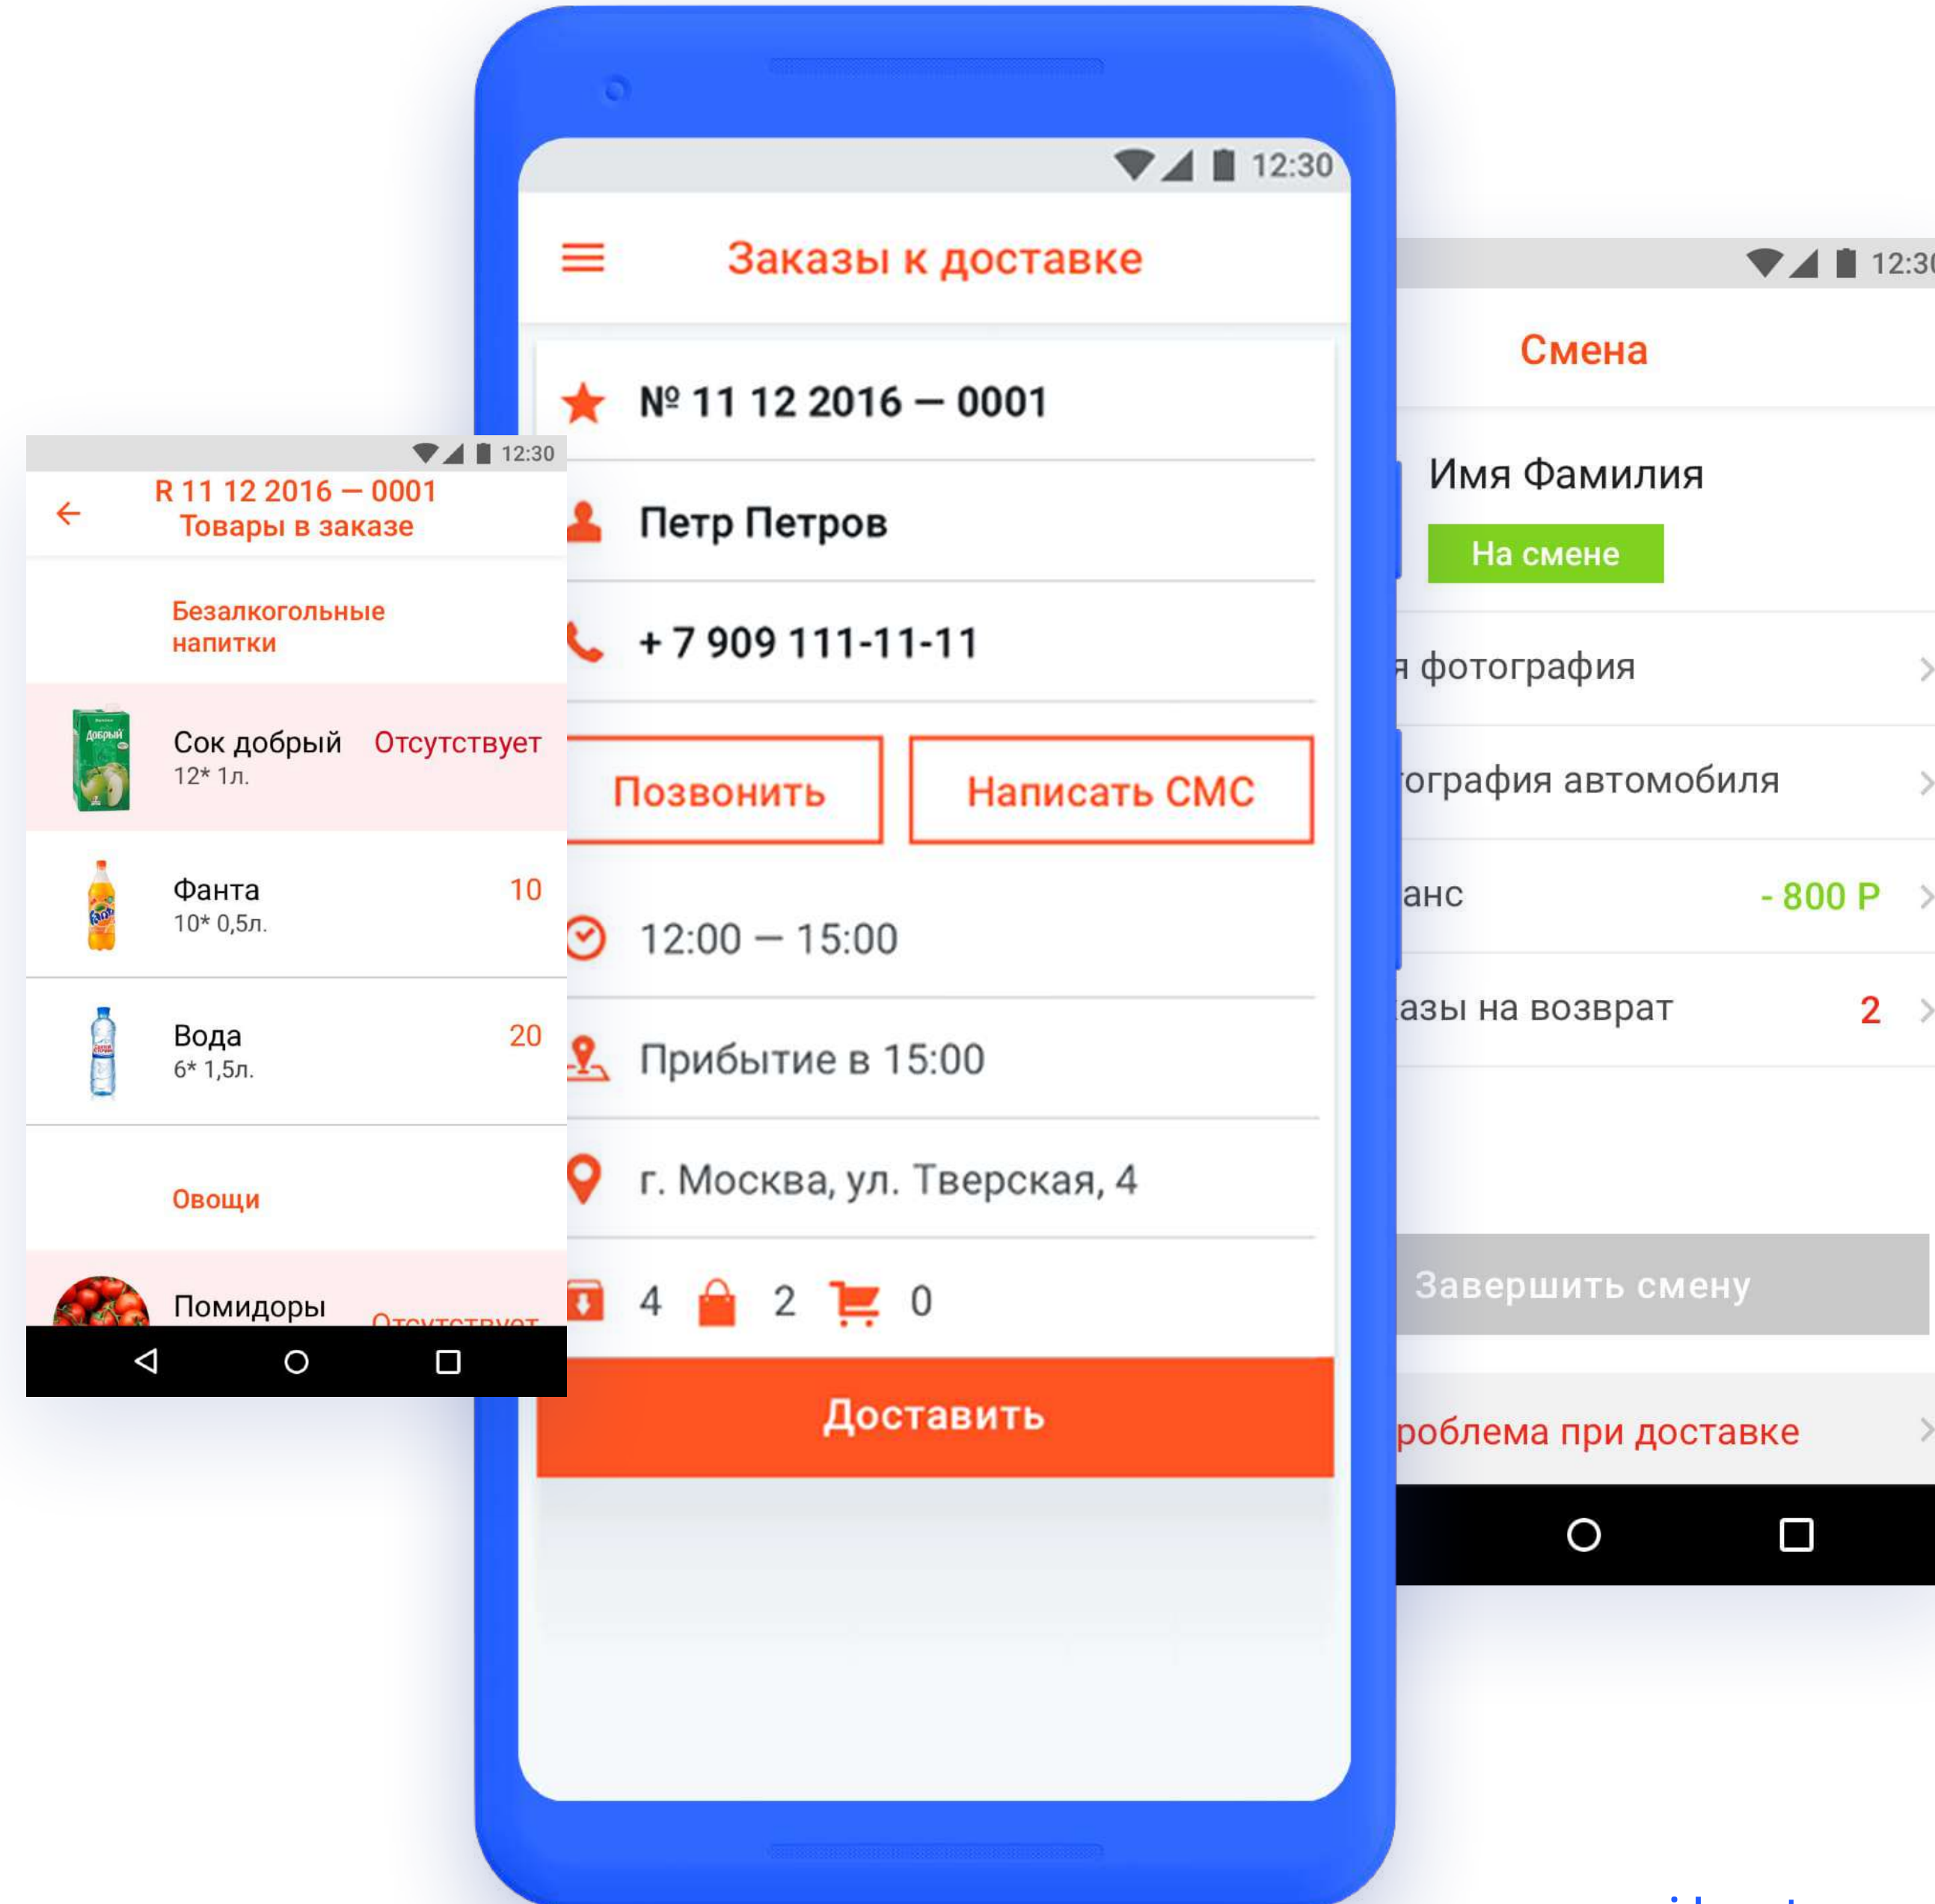 12:30
R 11 12 2016 — 0001
Товары в заказе
Безалкогольные
напитки
Добрый
Сок добрый Отсутствует
12* 1л.
Фанта 10
10* 0,5л.
Вода 20
6* 1,5л.
Овощи
Помидоры
Отсутствует
12:30
Заказы к доставке
№ 11 12 2016 — 0001
Петр Петров
+ 7 909 111-11-11
Позвонить Написать СМС
12:00 — 15:00
Прибытие в 15:00
г. Москва, ул. Тверская, 4
4 2 0
Доставить
12:30
Смена
Имя Фамилия
На смене
я фотография
ография автомобиля
анс - 800 Р
азы на возврат 2
Завершить смену
роблема при доставке